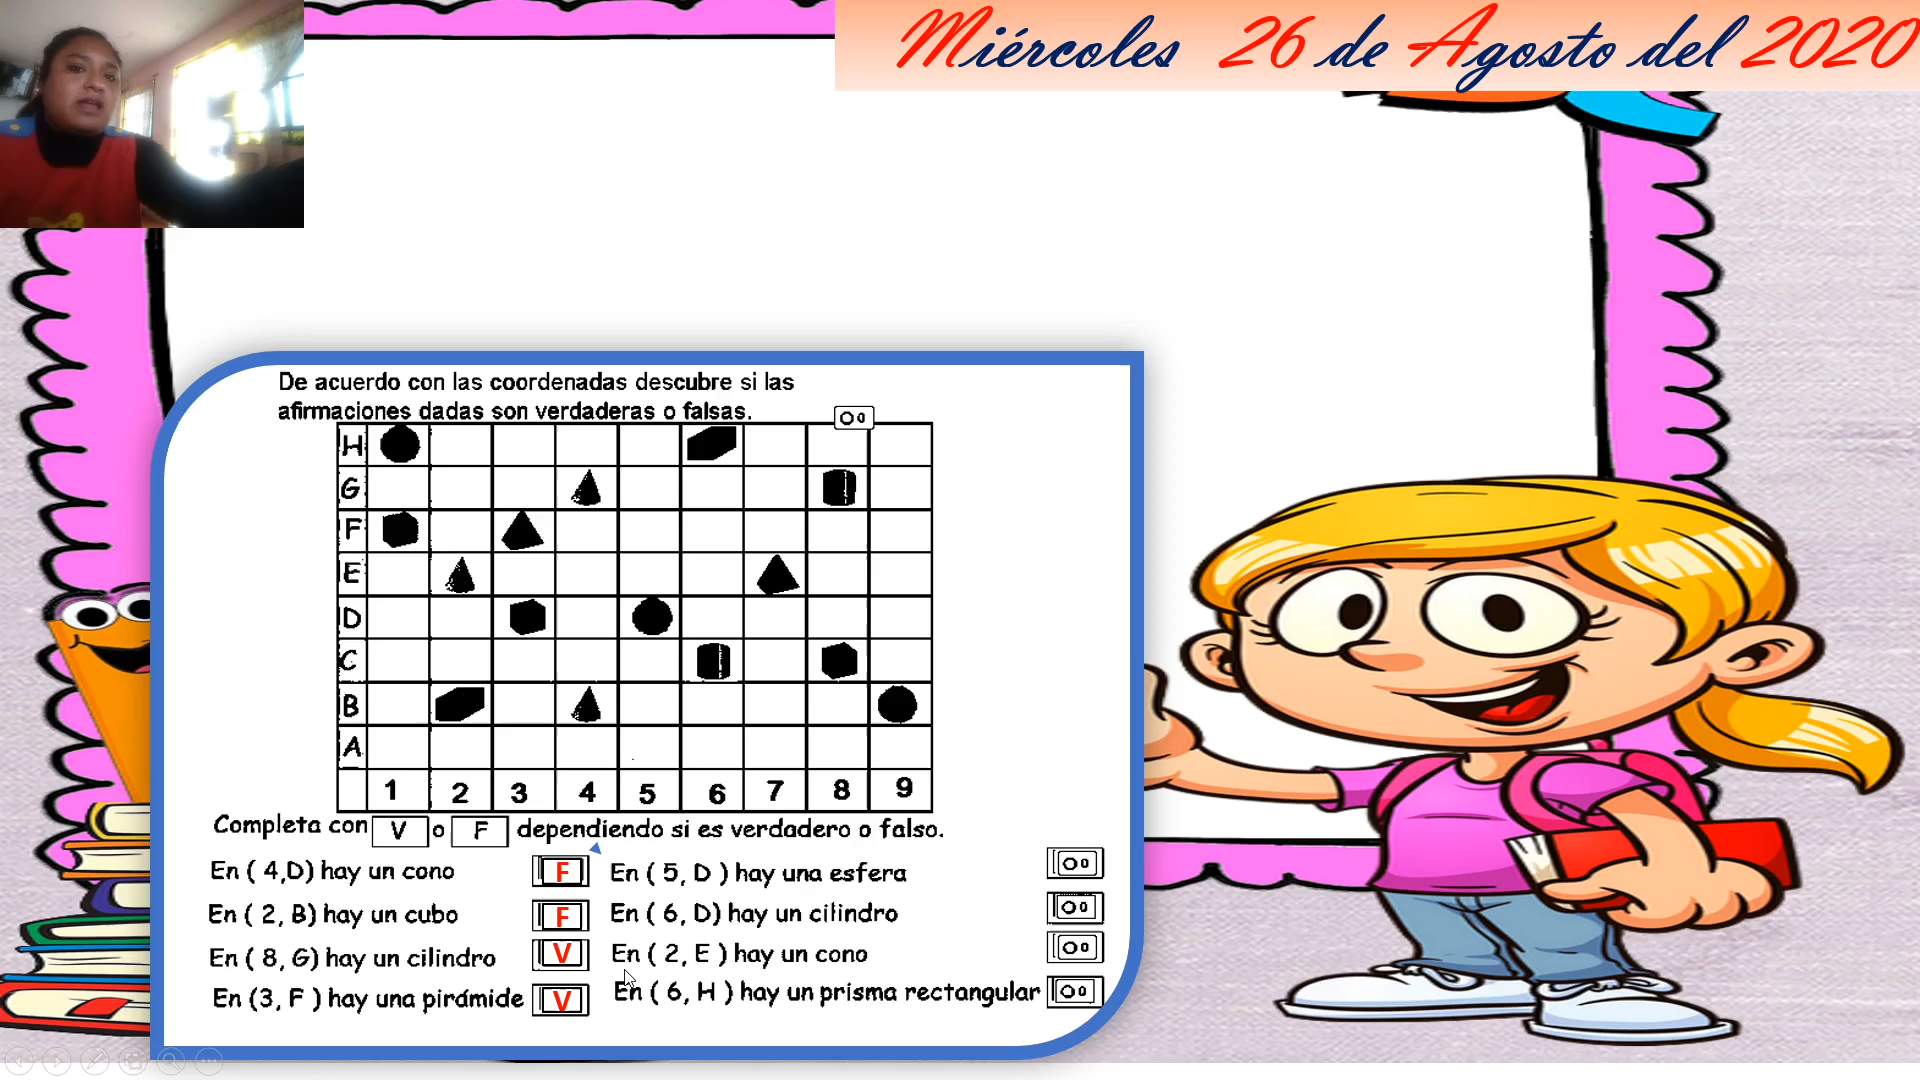 Miércoles 26 de Agosto del 2020
De acuerdo con las coordenadas descubre si las
afirmaciones dadas son verdaderas o falsas.
H
G
F
E
D
C
B
A
1 2 3 4 5 6 7 8 9
Completa con V o F dependiendo si es verdadero o falso.
En ( 4,D) hay un cono F
En ( 2, B) hay un cubo F
En ( 8, G) hay un cilindro V
En (3, F ) hay una pirámide V
En ( 5, D ) hay una esfera
En ( 6, D) hay un cilindro
En ( 2, E ) hay un cono
En ( 6, H ) hay un prisma rectangular